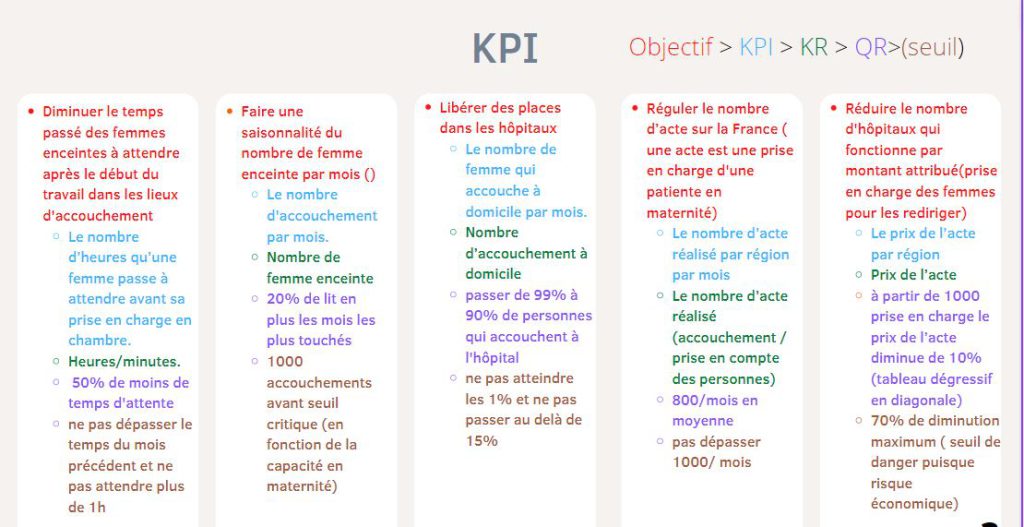 KPI
Objectif > KPI > KR > QR>(seuil)
• Diminuer le temps
passé des femmes
enceintes à attendre
après le début du
travail dans les lieux
d'accouchement
○ Le nombre
d'heures qu'une
femme passe à
attendre avant sa
prise en charge en
chambre.
○ Heures/minutes.
○ 50% de moins de
temps d'attente
○ ne pas dépasser le
temps du mois
précédent et ne
pas attendre plus
de 1h
• Faire une
saisonnalité du
nombre de femme
enceinte par mois ()
○ Le nombre
d'accouchement
par mois.
○ Nombre de
femme enceinte
○ 20% de lit en
plus les mois les
plus touchés
○ 1000
accouchements
avant seuil
critique (en
fonction de la
capacité en
maternité)
• Libérer des places
dans les hôpitaux
○ Le nombre de
femme qui
accouche à
domicile par mois.
○ Nombre
d'accouchement à
domicile
○ passer de 99% à
90% de personnes
qui accouchent à
l'hôpital
○ ne pas atteindre
les 1% et ne pas
passer au delà de
15%
• Réguler le nombre
d'acte sur la France (
une acte est une prise
en charge d'une
patiente en
maternité)
○ Le nombre d'acte
réalisé par région
par mois
○ Le nombre d'acte
réalisé
(accouchement /
prise en compte
des personnes)
○ 800/mois en
moyenne
○ pas dépasser
1000/ mois
• Réduire le nombre
d'hôpitaux qui
fonctionne par
montant attribué(prise
en charge des femmes
pour les rediriger)
○ Le prix de l'acte
par région
○ Prix de l'acte
○ à partir de 1000
prise en charge le
prix de l'acte
diminue de 10%
(tableau dégressif
en diagonale)
○ 70% de diminution
maximum ( seuil de
danger puisque
risque
économique)